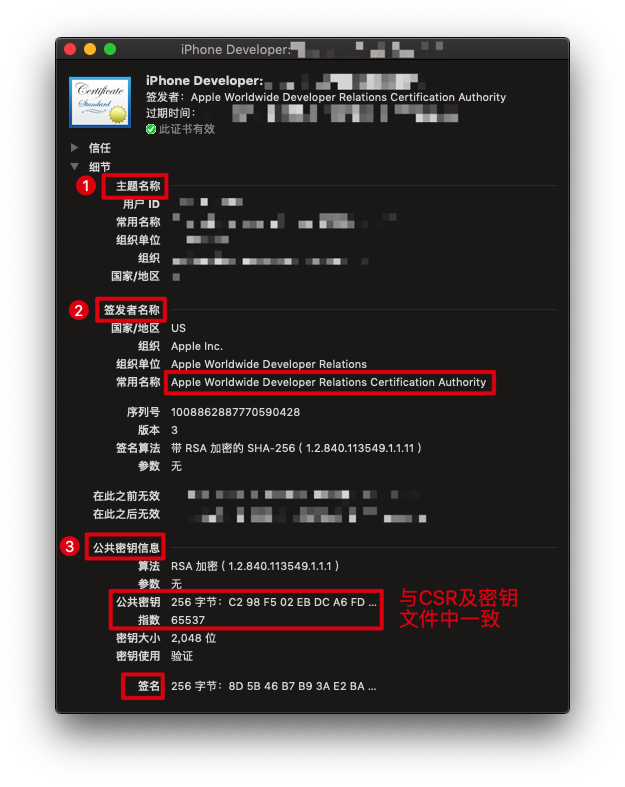 iPhone Developer:
Certificate
Standard
iPhone Developer:
签发者：Apple Worldwide Developer Relations Certification Authority
过期时间：
此证书有效
信任
细节
1 主题名称
用户 ID
常用名称
组织单位
组织
国家/地区
2 签发者名称
国家/地区 US
组织 Apple Inc.
组织单位 Apple Worldwide Developer Relations
常用名称 Apple Worldwide Developer Relations Certification Authority
序列号 1008862887770590428
版本 3
签名算法 带 RSA 加密的 SHA-256 ( 1.2.840.113549.1.1.11 )
参数 无
在此之前无效
在此之后无效
3 公共密钥信息
算法 RSA 加密 ( 1.2.840.113549.1.1.1 )
参数 无
公共密钥 256 字节：C2 98 F5 02 EB DC A6 FD ...
指数 65537
与CSR及密钥
文件中一致
密钥大小 2,048 位
密钥使用 验证
签名 256 字节：8D 5B 46 B7 B9 3A E2 BA ...